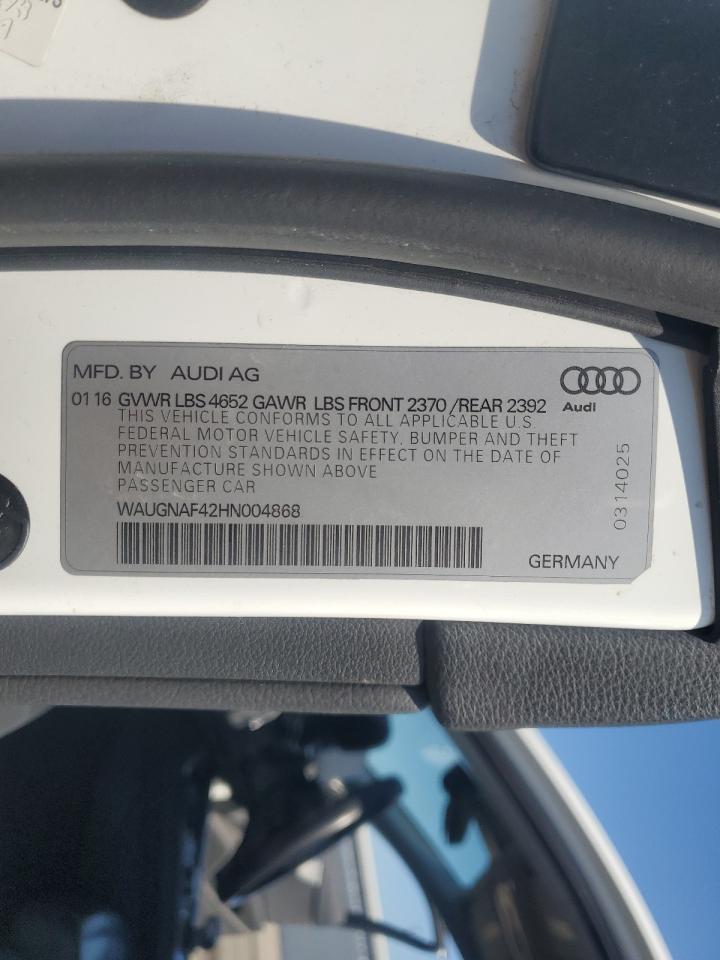 MFD. BY AUDI AG
01 16 GVWR LBS 4652 GAWR LBS FRONT 2370 / REAR 2392
Audi
THIS VEHICLE CONFORMS TO ALL APPLICABLE U.S
FEDERAL MOTOR VEHICLE SAFETY, BUMPER AND THEFT
PREVENTION STANDARDS IN EFFECT ON THE DATE OF
MANUFACTURE SHOWN ABOVE
PASSENGER CAR
WAUGNAF42HN004868
0314025
GERMANY